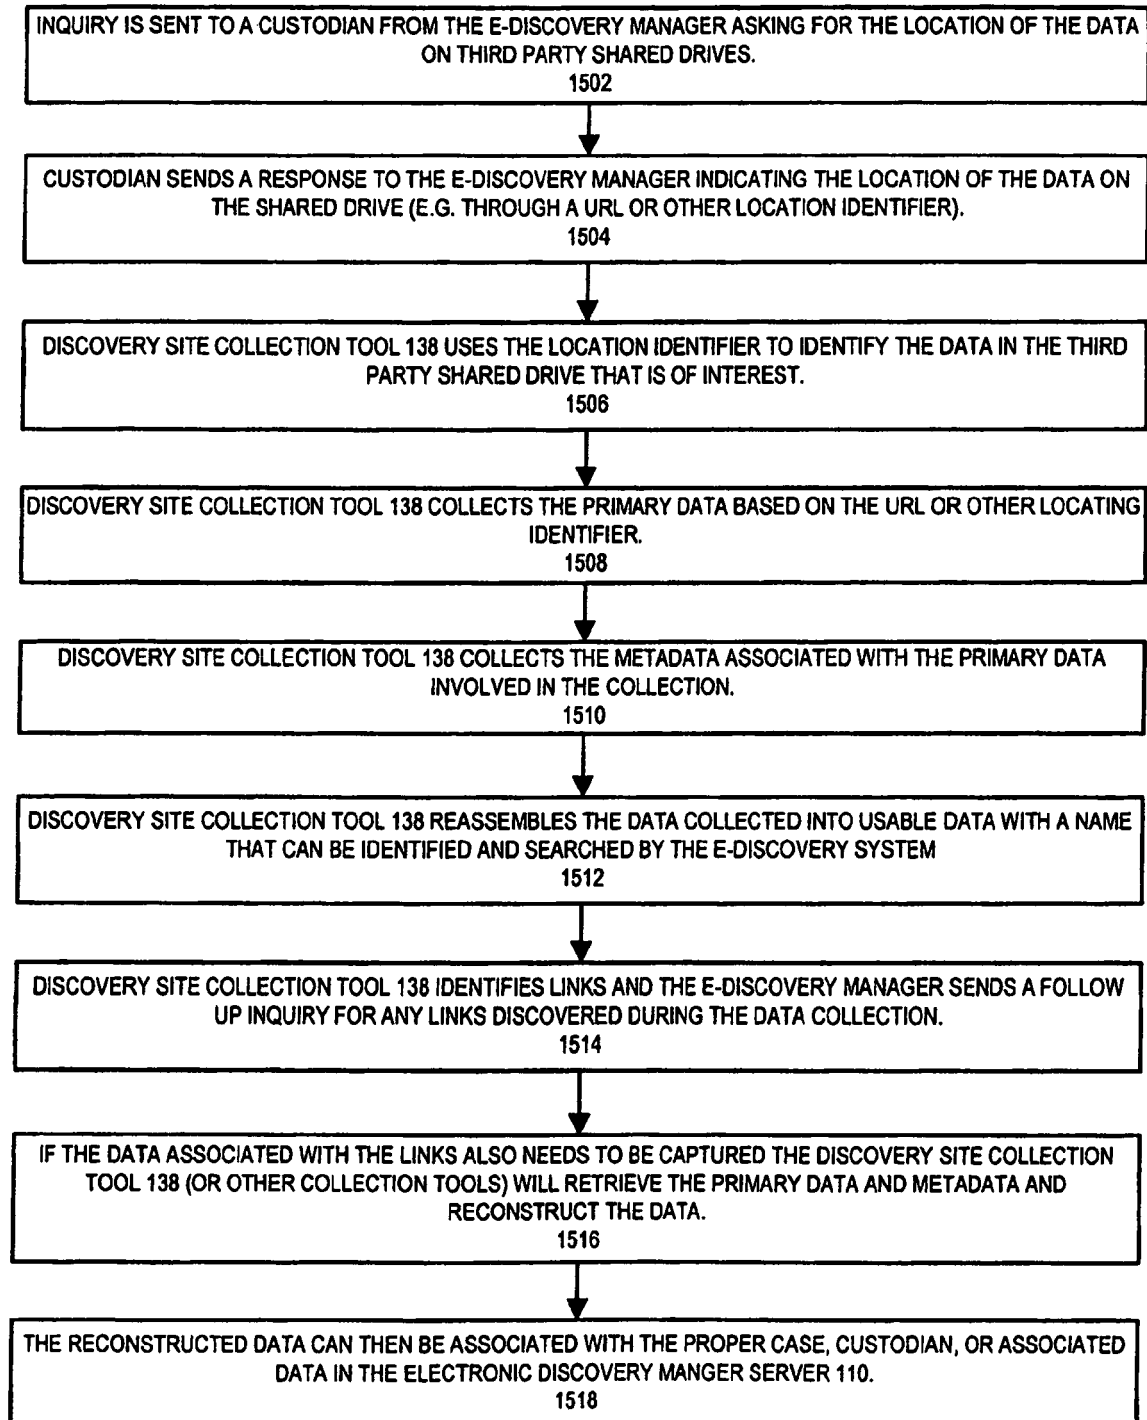 INQUIRY IS SENT TO A CUSTODIAN FROM THE E-DISCOVERY MANAGER ASKING FOR THE LOCATION OF THE DATA
ON THIRD PARTY SHARED DRIVES.
1502
CUSTODIAN SENDS A RESPONSE TO THE E-DISCOVERY MANAGER INDICATING THE LOCATION OF THE DATA ON
THE SHARED DRIVE (E.G. THROUGH A URL OR OTHER LOCATION IDENTIFIER).
1504
DISCOVERY SITE COLLECTION TOOL 138 USES THE LOCATION IDENTIFIER TO IDENTIFY THE DATA IN THE THIRD
PARTY SHARED DRIVE THAT IS OF INTEREST.
1506
DISCOVERY SITE COLLECTION TOOL 138 COLLECTS THE PRIMARY DATA BASED ON THE URL OR OTHER LOCATING
IDENTIFIER.
1508
DISCOVERY SITE COLLECTION TOOL 138 COLLECTS THE METADATA ASSOCIATED WITH THE PRIMARY DATA
INVOLVED IN THE COLLECTION.
1510
DISCOVERY SITE COLLECTION TOOL 138 REASSEMBLES THE DATA COLLECTED INTO USABLE DATA WITH A NAME
THAT CAN BE IDENTIFIED AND SEARCHED BY THE E-DISCOVERY SYSTEM
1512
DISCOVERY SITE COLLECTION TOOL 138 IDENTIFIES LINKS AND THE E-DISCOVERY MANAGER SENDS A FOLLOW
UP INQUIRY FOR ANY LINKS DISCOVERED DURING THE DATA COLLECTION.
1514
IF THE DATA ASSOCIATED WITH THE LINKS ALSO NEEDS TO BE CAPTURED THE DISCOVERY SITE COLLECTION
TOOL 138 (OR OTHER COLLECTION TOOLS) WILL RETRIEVE THE PRIMARY DATA AND METADATA AND
RECONSTRUCT THE DATA.
1516
THE RECONSTRUCTED DATA CAN THEN BE ASSOCIATED WITH THE PROPER CASE, CUSTODIAN, OR ASSOCIATED
DATA IN THE ELECTRONIC DISCOVERY MANGER SERVER 110.
1518